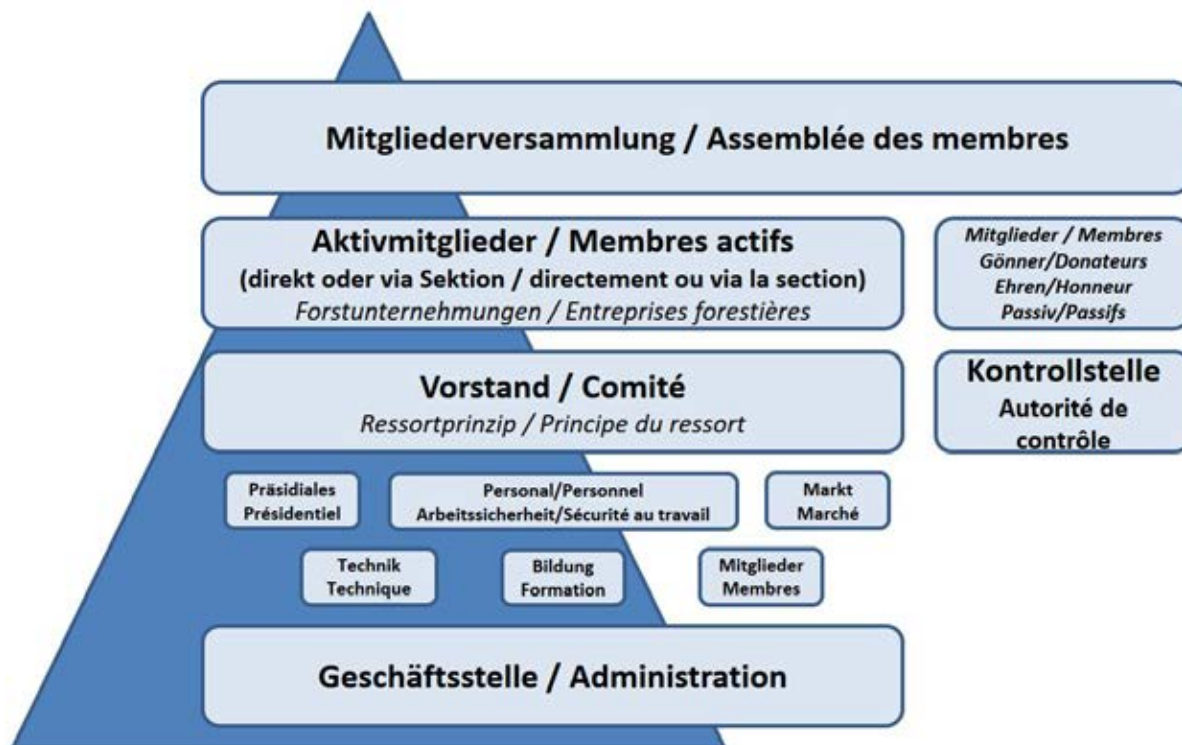 Mitgliederversammlung / Assemblée des membres
Aktivmitglieder / Membres actifs
(direkt oder via Sektion / directement ou via la section)
Forstunternehmungen / Entreprises forestières
Mitglieder / Membres
Gönner/Donateurs
Ehren/Honneur
Passiv/Passifs
Vorstand / Comité
Ressortprinzip / Principe du ressort
Kontrollstelle
Autorité de
contrôle
Präsidiales
Présidentiel
Personal/Personnel
Arbeitssicherheit/Sécurité au travail
Markt
Marché
Technik
Technique
Bildung
Formation
Mitglieder
Membres
Geschäftsstelle / Administration